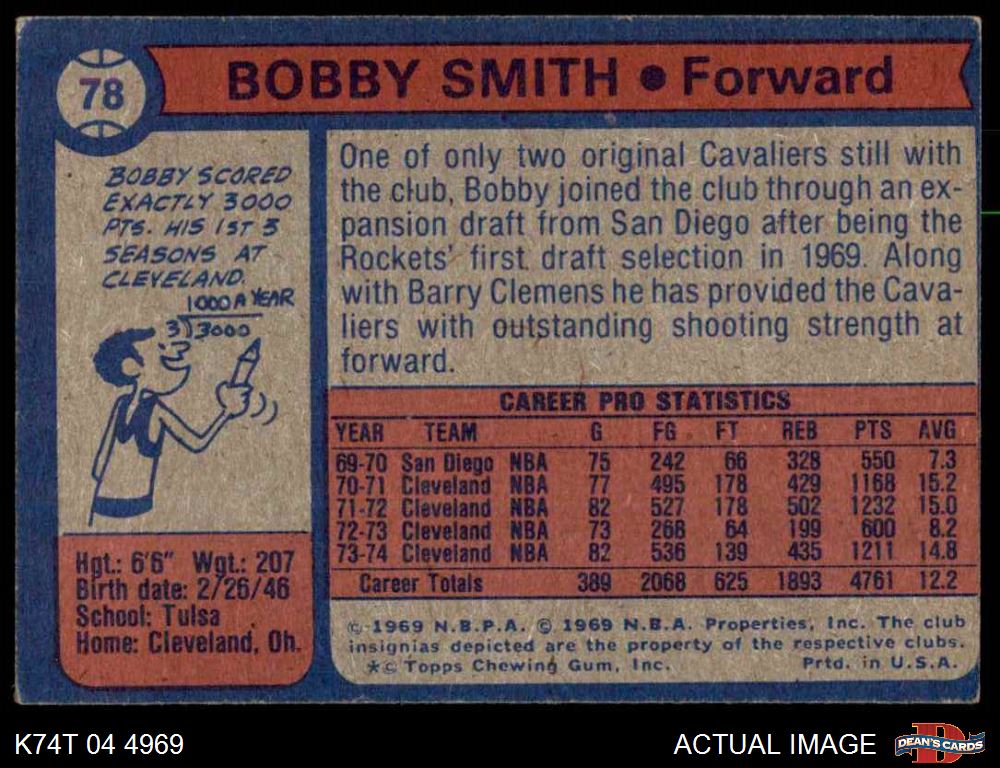 78
BOBBY SMITH ● Forward
BOBBY SCORED
EXACTLY 3000
PTS. HIS 1ST 3
SEASONS AT
CLEVELAND.
1000 A YEAR
3)3000
One of only two original Cavaliers still with
the club, Bobby joined the club through an ex-
pansion draft from San Diego after being the
Rockets' first draft selection in 1969. Along
with Barry Clemens he has provided the Cava-
liers with outstanding shooting strength at
forward.
CAREER PRO STATISTICS
YEAR TEAM G FG FT REB PTS AVG
69-70 San Diego NBA 75 242 66 328 550 7.3
70-71 Cleveland NBA 77 495 178 429 1168 15.2
71-72 Cleveland NBA 82 527 178 502 1232 15.0
72-73 Cleveland NBA 73 268 64 199 600 8.2
73-74 Cleveland NBA 82 536 139 435 1211 14.8
Career Totals 389 2068 625 1893 4761 12.2
Hgt.: 6'6" Wgt.: 207
Birth date: 2/26/46
School: Tulsa
Home: Cleveland, Oh.
© 1969 N.B.P.A. © 1969 N.B.A. Properties, Inc. The club
insignias depicted are the property of the respective clubs.
*© Topps Chewing Gum, Inc. Prtd. in U.S.A.
K74T 04 4969
ACTUAL IMAGE
D
DEAN'S CARDS